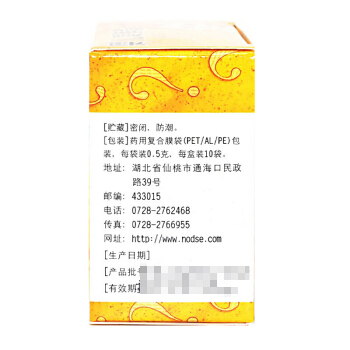 [贮藏]密闭，防潮。
[包装]药用复合膜袋(PET/AL/PE)包
装，每袋装0.5克，每盒装10袋。
地址：湖北省仙桃市通海口民政
路39号
邮编：433015
电话：0728-2762468
传真：0728-2766955
网址：http://www.nodse.com
[生产日期]
[产品批
[有效期]